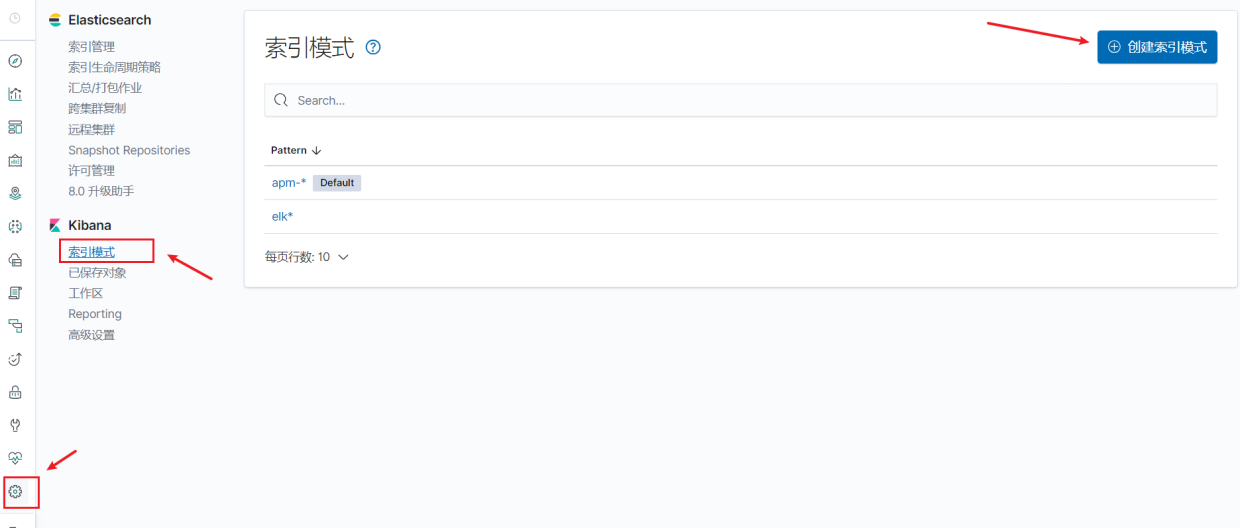 Elasticsearch
索引管理
索引生命周期策略
汇总/打包作业
跨集群复制
远程集群
Snapshot Repositories
许可管理
8.0 升级助手
Kibana
索引模式
已保存对象
工作区
Reporting
高级设置
索引模式
创建索引模式
Search...
Pattern
apm-* Default
elk*
每页行数: 10